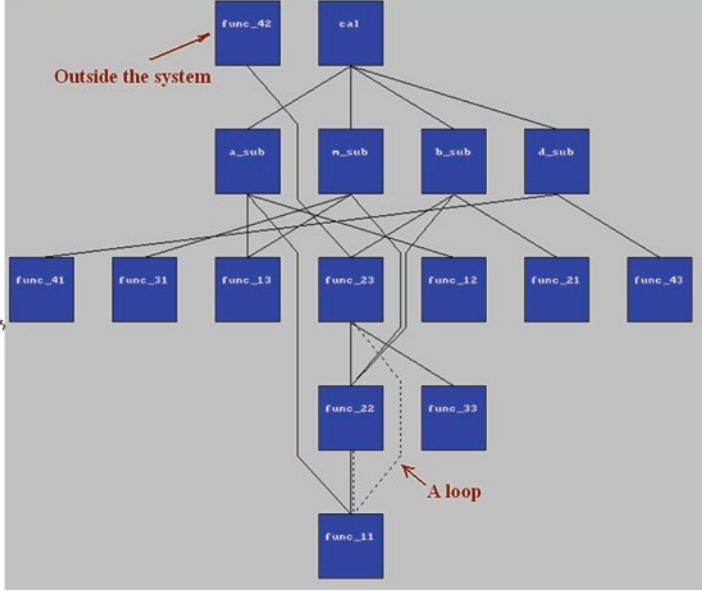 func_42
cal
Outside the system
a_sub
m_sub
b_sub
d_sub
func_41
func_31
func_13
func_23
func_12
func_21
func_43
func_22
func_33
A loop
func_11